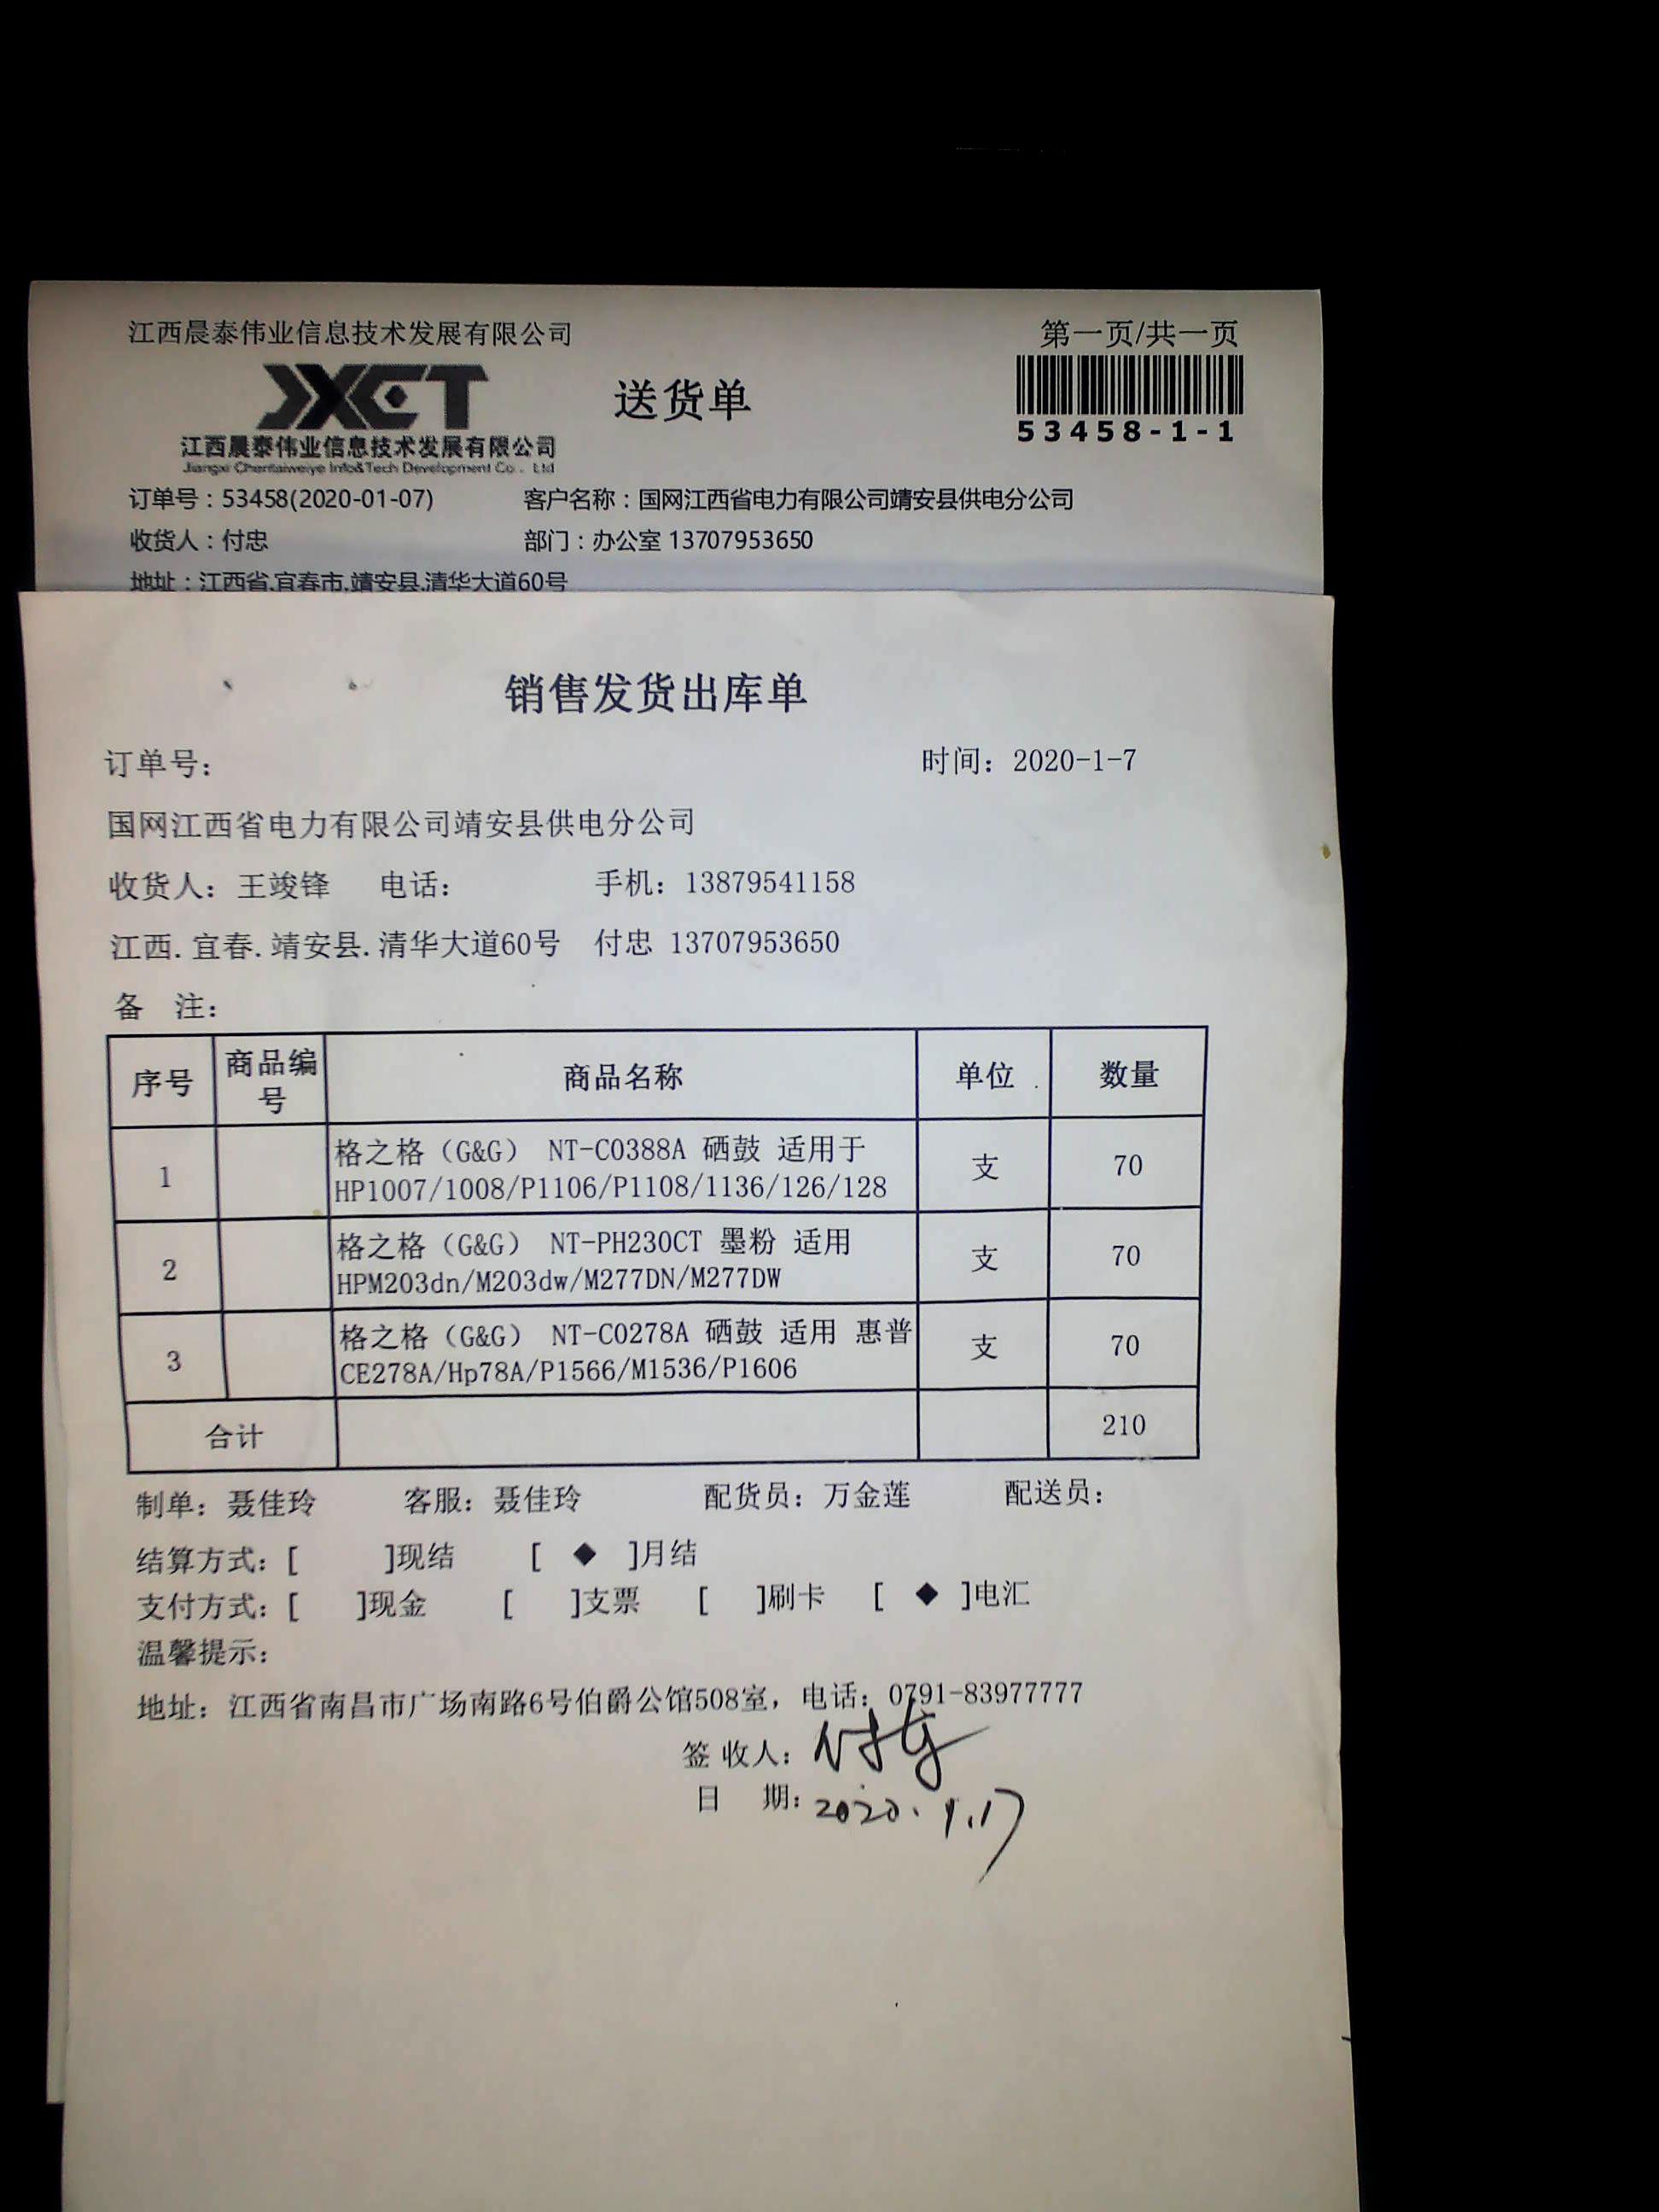 江西晨泰伟业信息技术发展有限公司
第一页/共一页
JXCT
送货单
江西晨泰伟业信息技术发展有限公司
Jiangxi Chentaiweiye Info&Tech Development Co., Ltd
53458-1-1
订单号：53458(2020-01-07) 客户名称：国网江西省电力有限公司靖安县供电分公司
收货人：付忠 部门：办公室 13707953650
地址：江西省.宜春市.靖安县.清华大道60号
销售发货出库单
订单号： 时间：2020-1-7
国网江西省电力有限公司靖安县供电分公司
收货人：王竣锋 电话： 手机：13879541158
江西.宜春.靖安县.清华大道60号 付忠 13707953650
备 注：
序号 商品编号 商品名称 单位 数量
1 格之格（G&G） NT-C0388A 硒鼓 适用于 支 70
HP1007/1008/P1106/P1108/1136/126/128
2 格之格（G&G） NT-PH230CT 墨粉 适用 支 70
HPM203dn/M203dw/M277DN/M277DW
3 格之格（G&G） NT-C0278A 硒鼓 适用 惠普 支 70
CE278A/Hp78A/P1566/M1536/P1606
合计 210
制单：聂佳玲 客服：聂佳玲 配货员：万金莲 配送员：
结算方式：[ ]现结 [ ◆ ]月结
支付方式：[ ]现金 [ ]支票 [ ]刷卡 [ ◆ ]电汇
温馨提示：
地址：江西省南昌市广场南路6号伯爵公馆508室，电话：0791-83977777
签收人：
日 期：2020.1.17